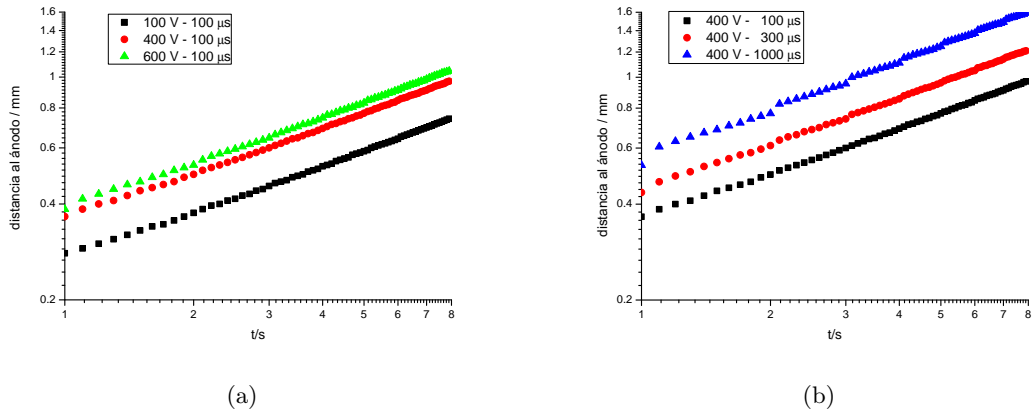 100 V - 100 µs
400 V - 100 µs
600 V - 100 µs
distancia al ánodo / mm
1.6
1.4
1.2
1
0.8
0.6
0.4
0.2
1
2
3
4
5
6
7
8
t/s
(a)
400 V - 100 µs
400 V - 300 µs
400 V - 1000 µs
distancia al ánodo / mm
1.6
1.4
1.2
1
0.8
0.6
0.4
0.2
1
2
3
4
5
6
7
8
t/s
(b)